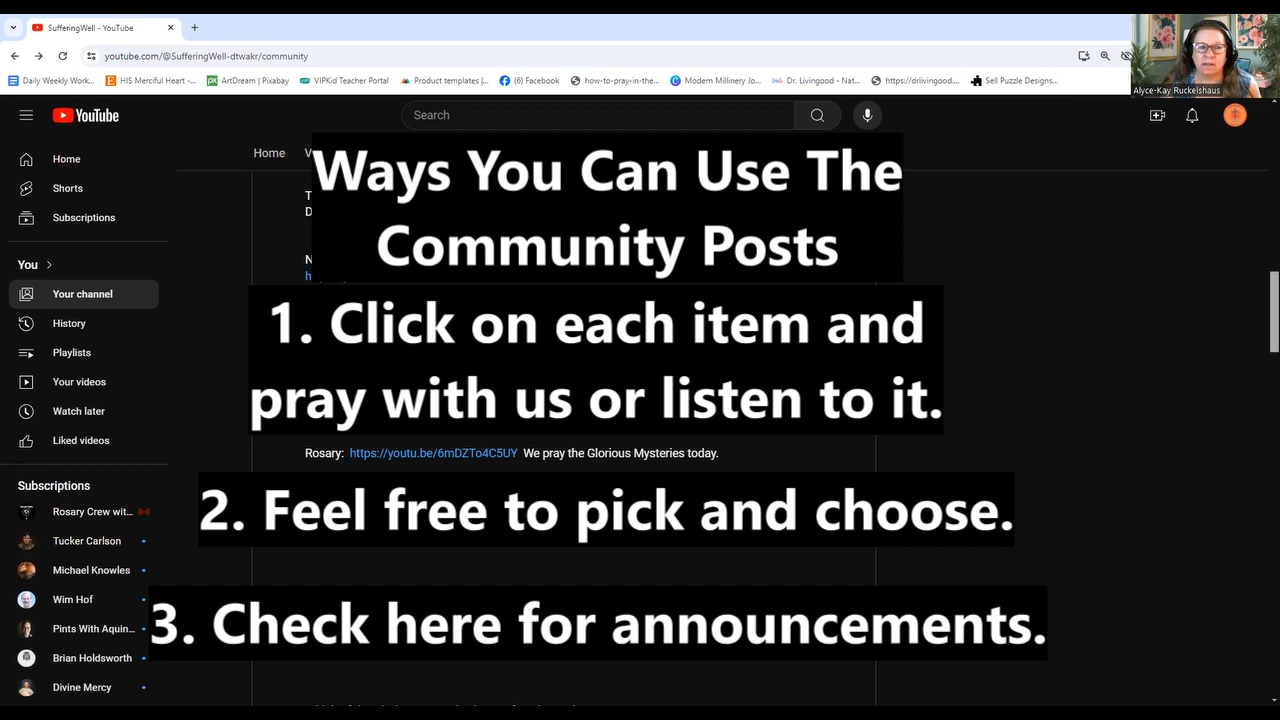 SufferingWell - YouTube
youtube.com/@SufferingWell-dtwakr/community
Daily Weekly Work...
HIS Merciful Heart -...
ArtDream | Pixabay
VIPKid Teacher Portal
Product templates |...
(6) Facebook
how-to-pray-in-the...
Modern Millinery Jo...
Dr. Livingood - Nat...
https://drlivingood...
Sell Puzzle Designs...
Alyce-Kay Ruckelshaus
YouTube
Search
Home
Shorts
Subscriptions
You
Your channel
History
Playlists
Your videos
Watch later
Liked videos
Subscriptions
Rosary Crew wit...
Tucker Carlson
Michael Knowles
Wim Hof
Pints With Aquin...
Brian Holdsworth
Divine Mercy
Home
Ways You Can Use The
Community Posts
1. Click on each item and
pray with us or listen to it.
Rosary: https://youtu.be/6mDZTo4C5UY We pray the Glorious Mysteries today.
2. Feel free to pick and choose.
3. Check here for announcements.